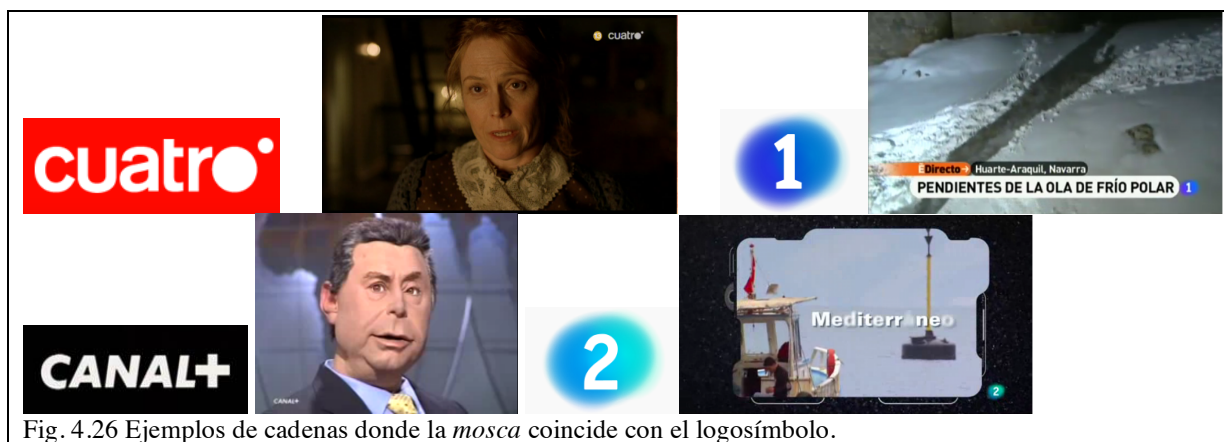 cuatro
cuatro
1
EDirecto Huarte-Araquil, Navarra
PENDIENTES DE LA OLA DE FRÍO POLAR 1
CANAL+
CANAL+
2
Mediterráneo
2
Fig. 4.26 Ejemplos de cadenas donde la mosca coincide con el logosímbolo.